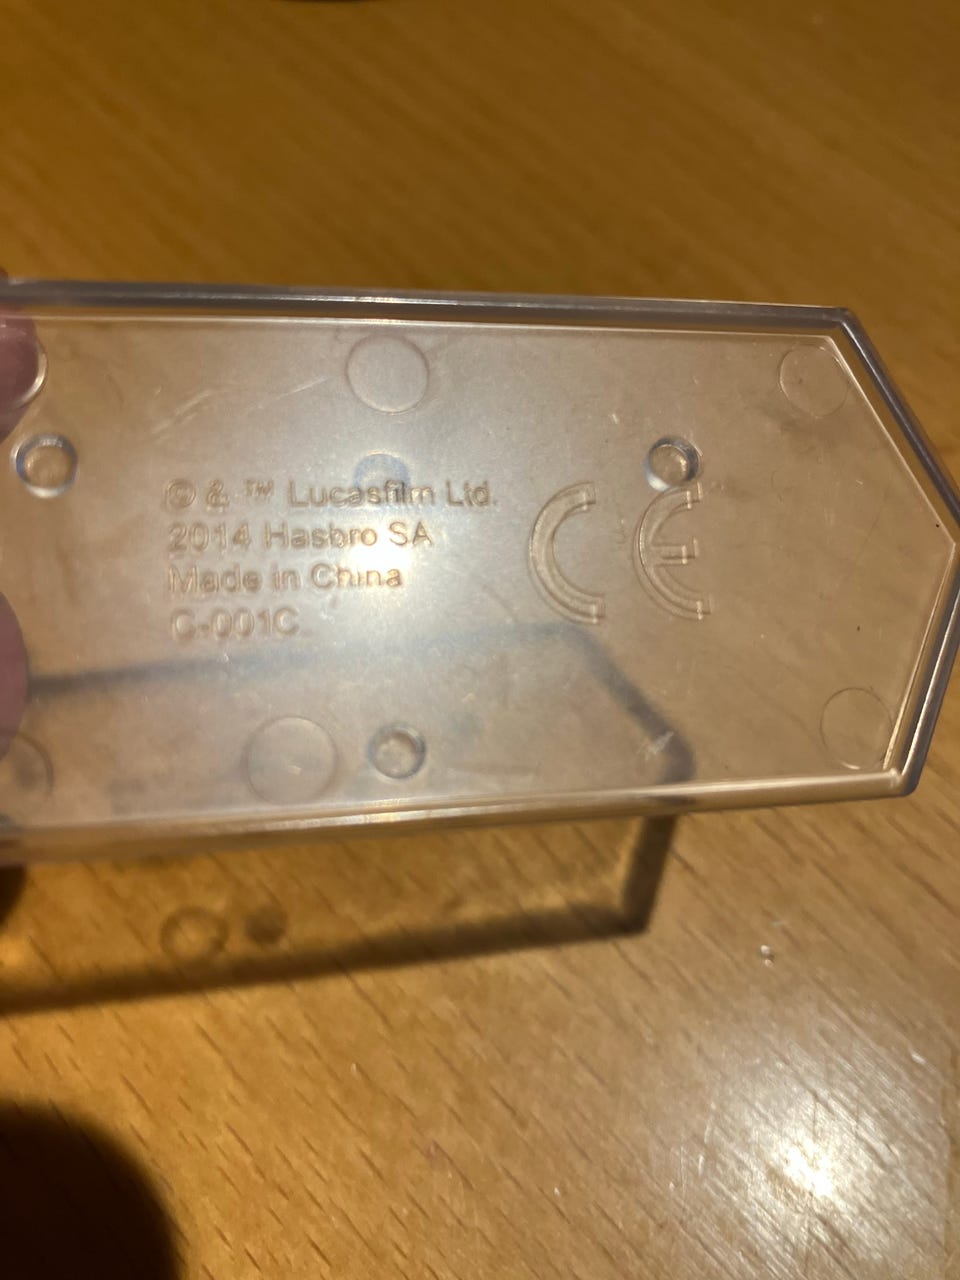 © & ™ Lucasfilm Ltd.
2014 Hasbro SA
Made in China
C-001C
CE